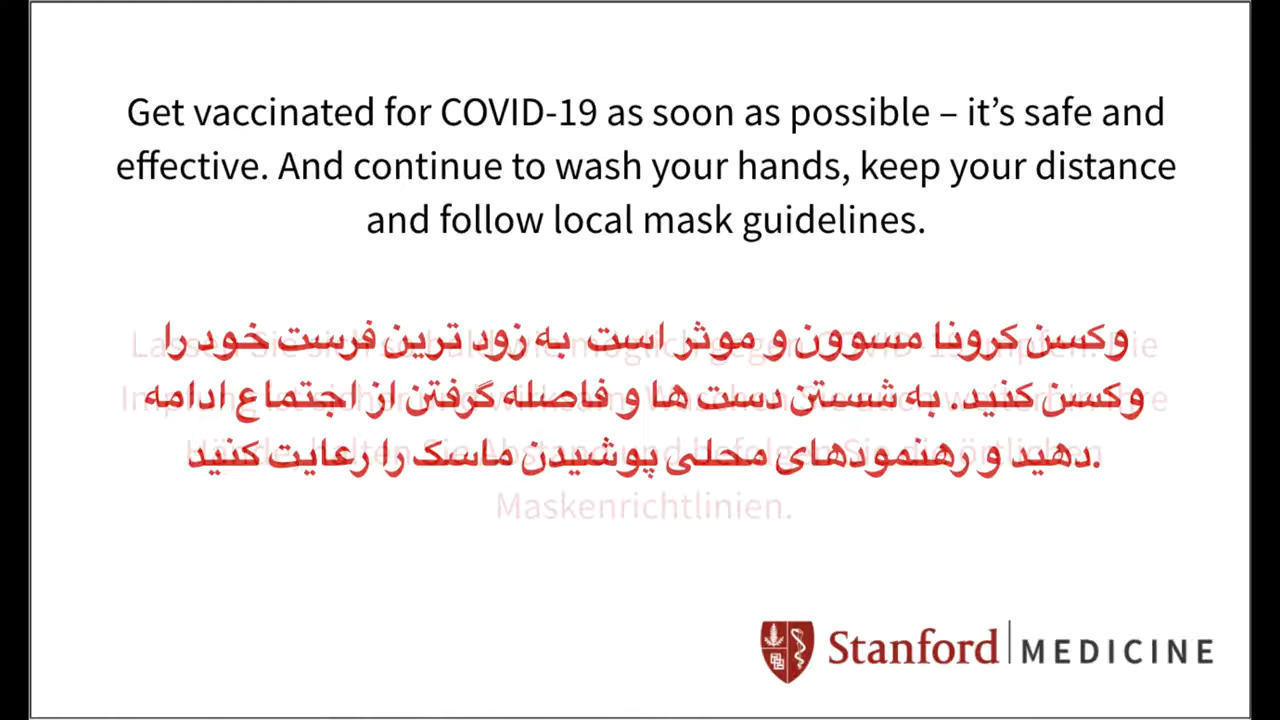 Get vaccinated for COVID-19 as soon as possible – it’s safe and
effective. And continue to wash your hands, keep your distance
and follow local mask guidelines.
وکسن کرونا مسوون و موثر است به زود ترین فرست خود را
وکسن کنید. به شستن دست ها و فاصله گرفتن از اجتماع ادامه
دهید و رهنمودهای محلی پوشیدن ماسک را رعایت کنید.
Maskenrichtlinien.
Stanford MEDICINE